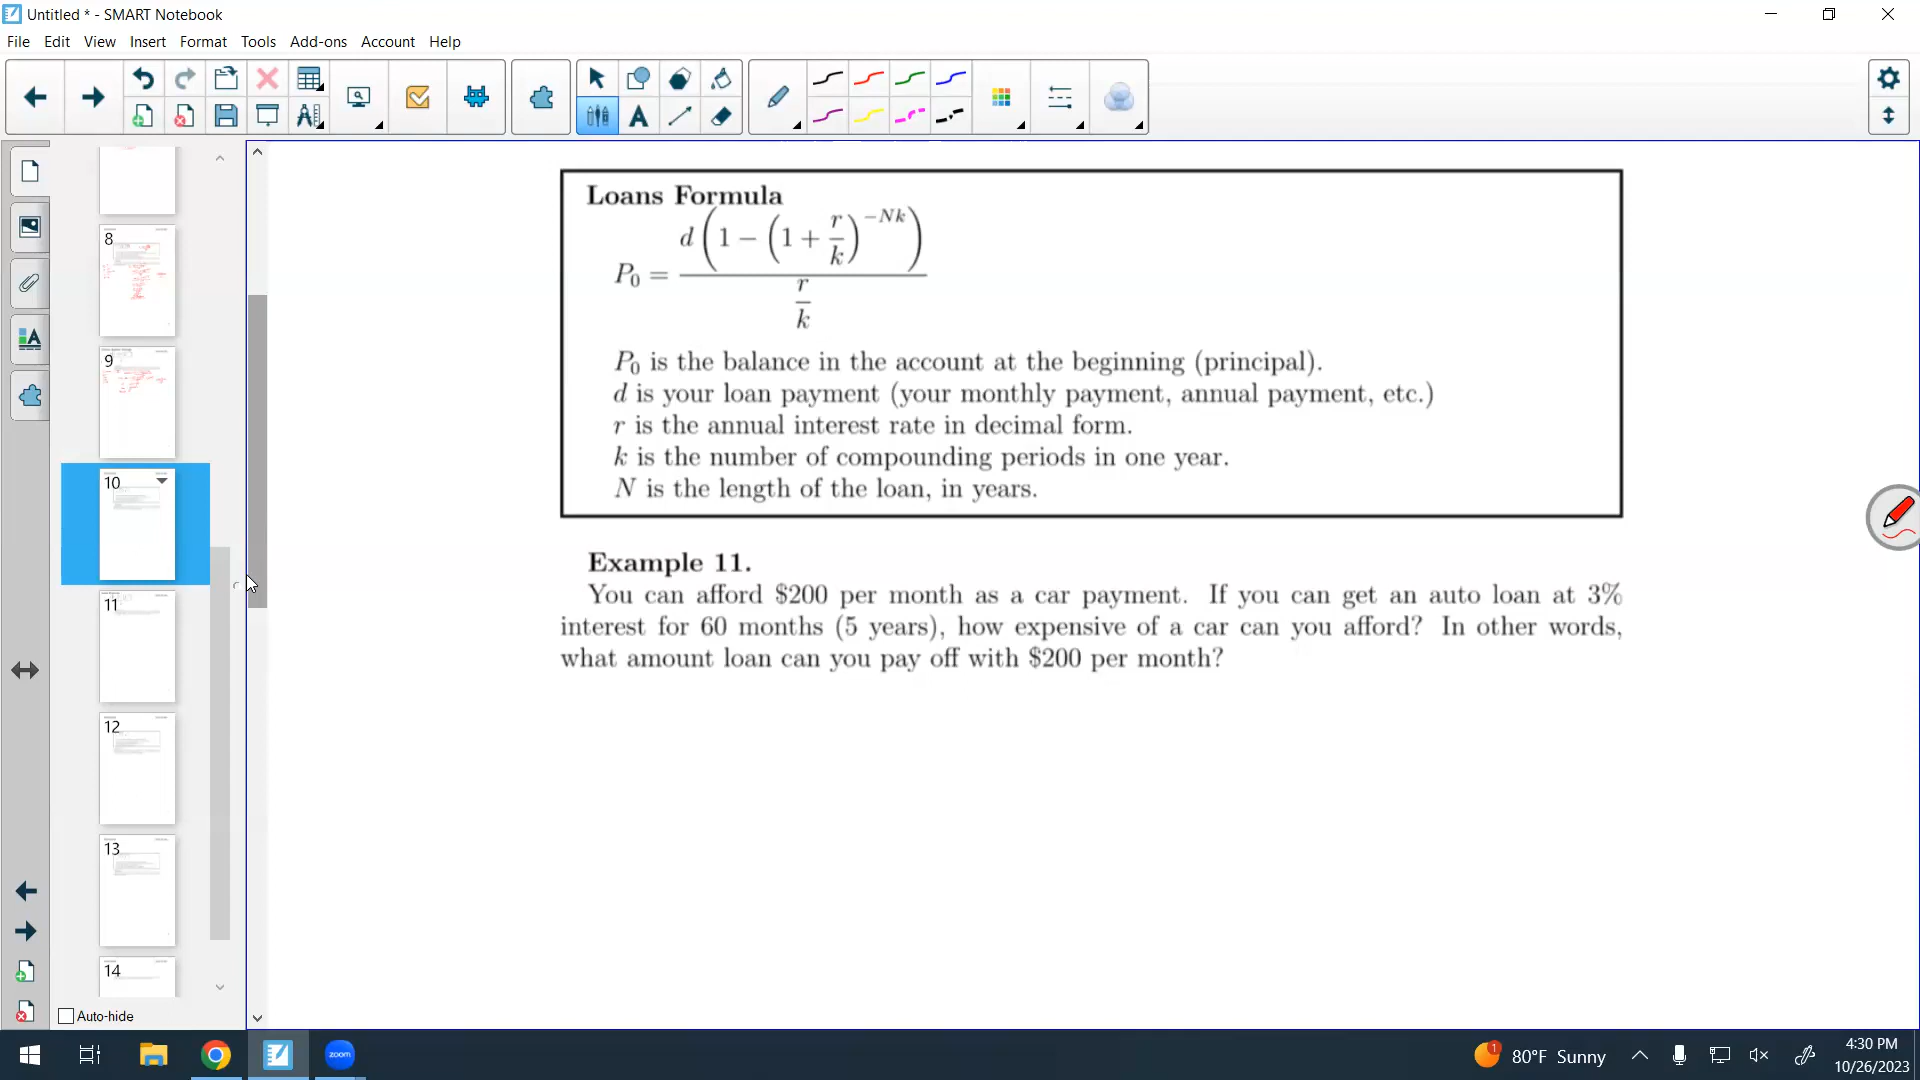 Untitled * - SMART Notebook
File Edit View Insert Format Tools Add-ons Account Help
8
9
10
11
12
13
14
Auto-hide
Loans Formula
P₀ = d(1 − (1 + r/k)^(−Nk)) / (r/k)
P₀ is the balance in the account at the beginning (principal).
d is your loan payment (your monthly payment, annual payment, etc.)
r is the annual interest rate in decimal form.
k is the number of compounding periods in one year.
N is the length of the loan, in years.
Example 11.
You can afford $200 per month as a car payment. If you can get an auto loan at 3%
interest for 60 months (5 years), how expensive of a car can you afford? In other words,
what amount loan can you pay off with $200 per month?
zoom
1
80°F Sunny
4:30 PM
10/26/2023